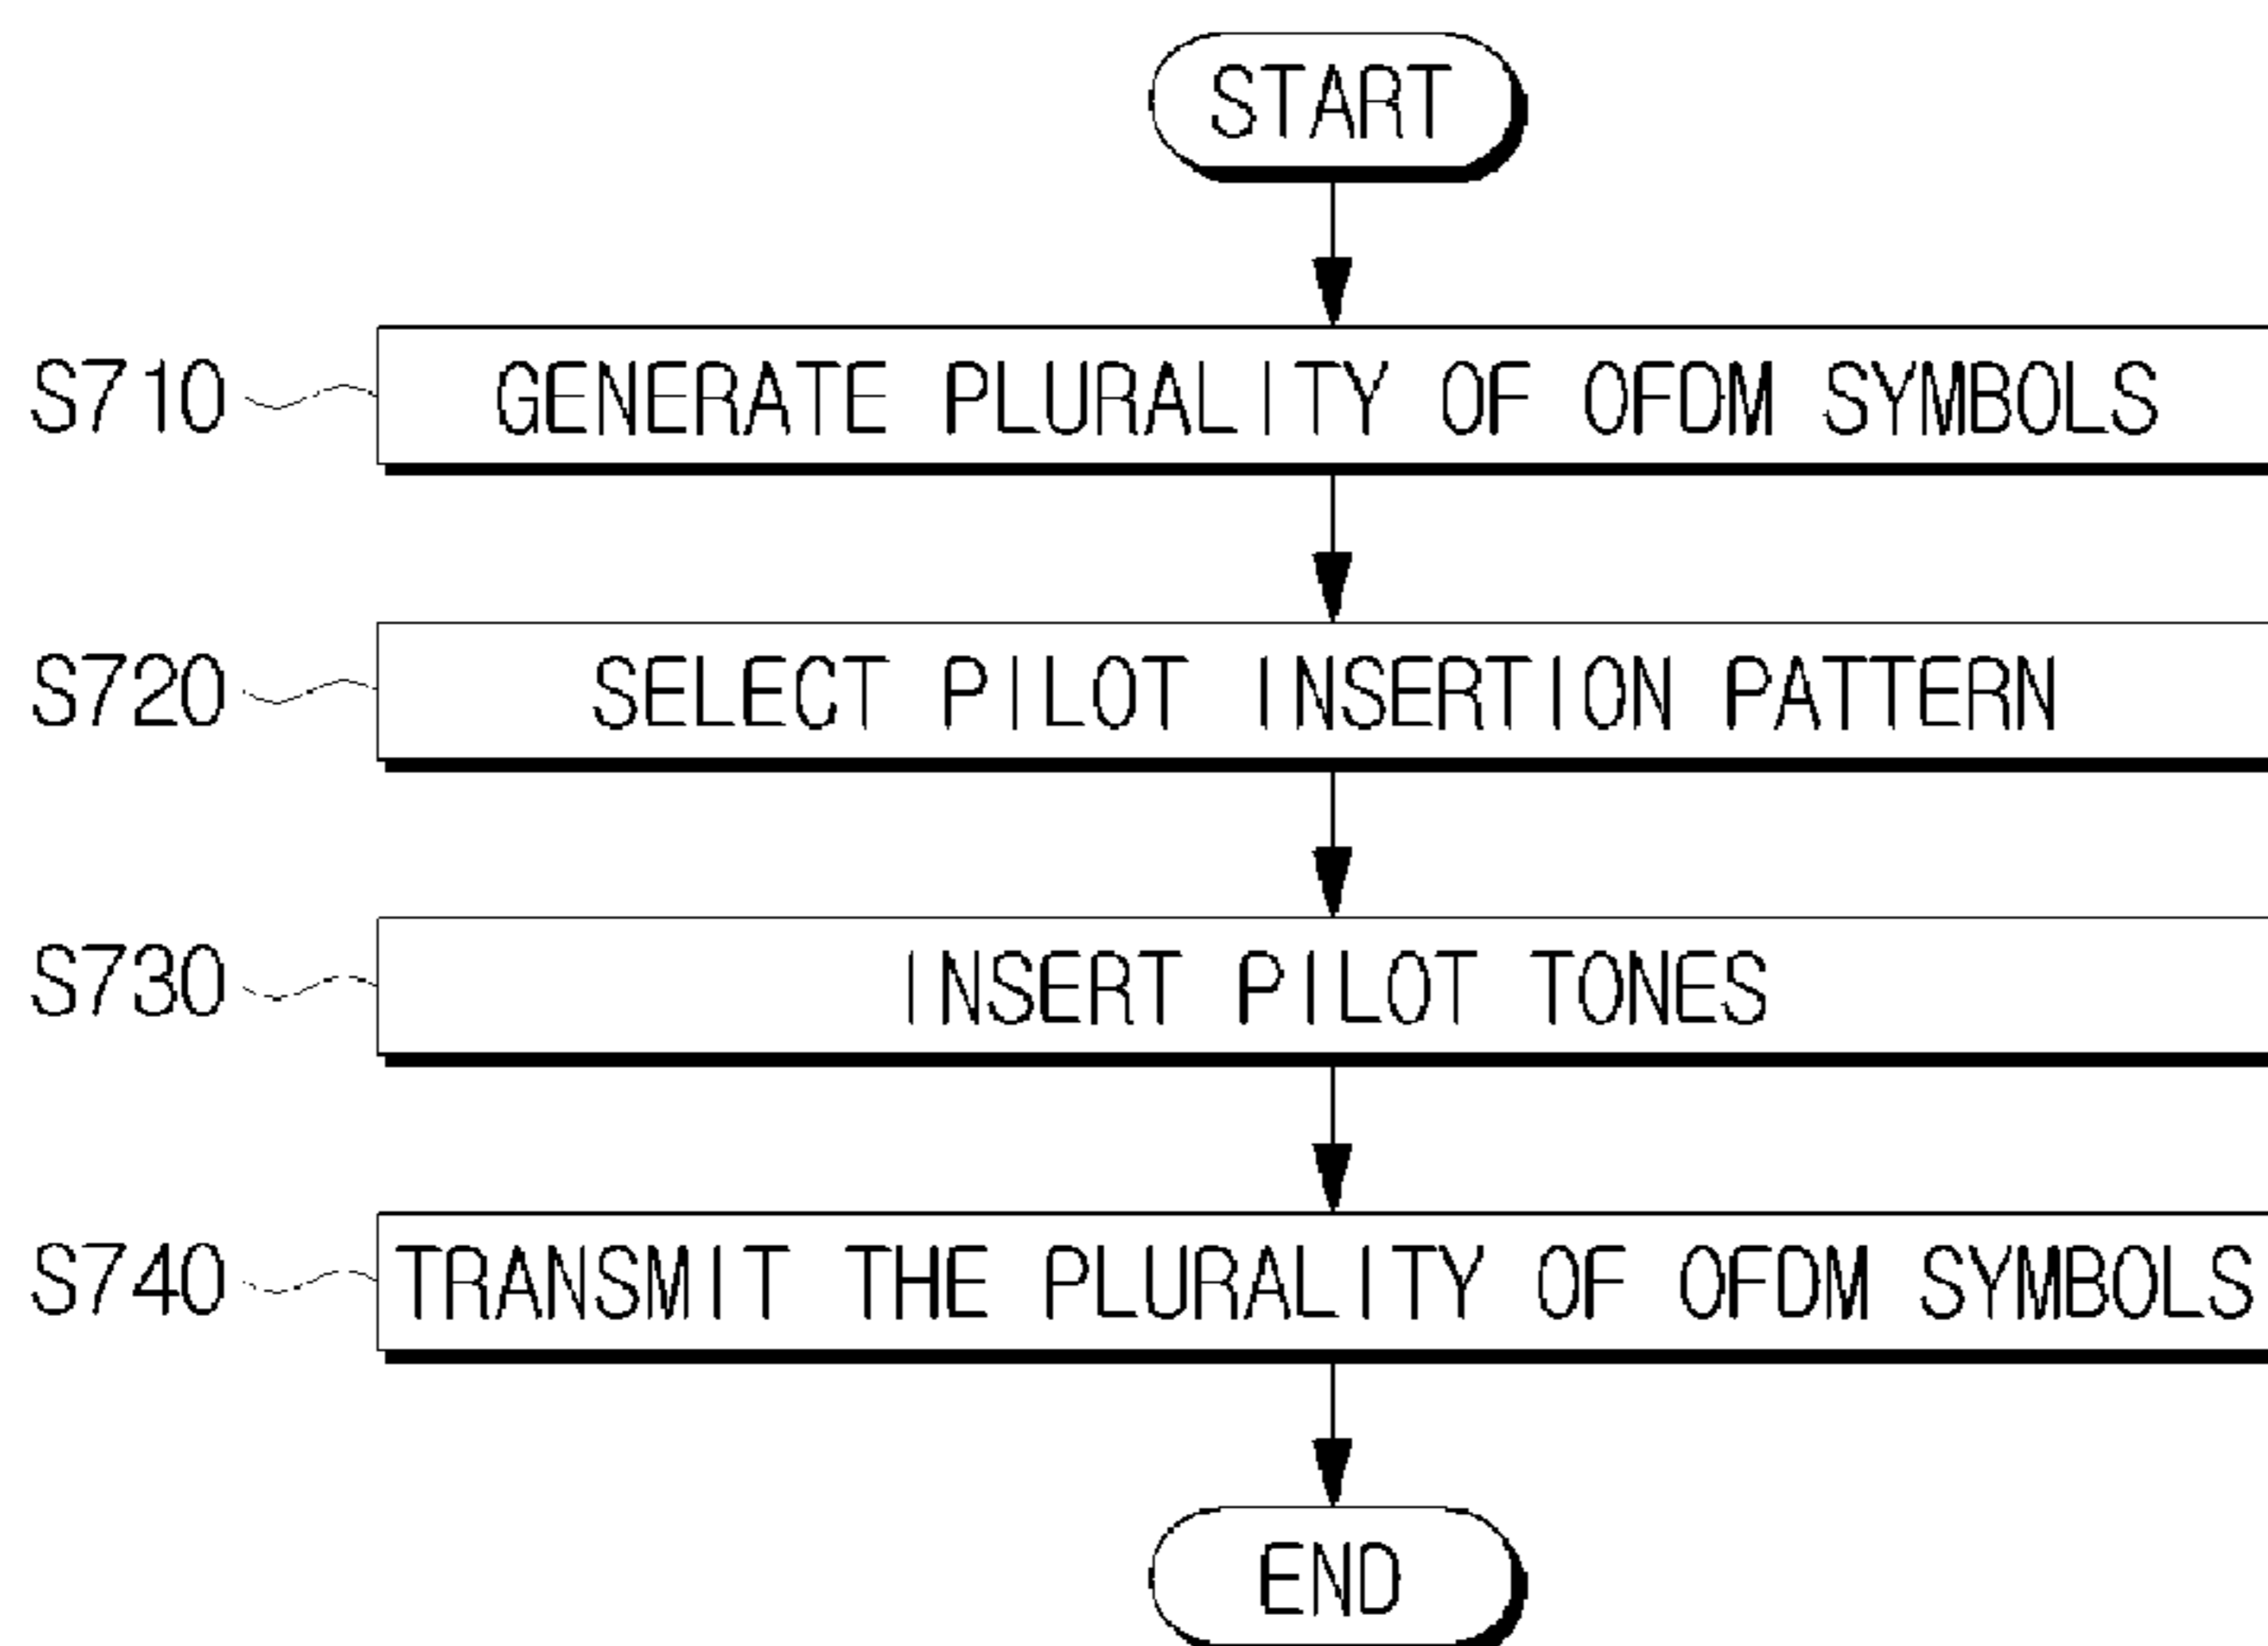 START
S710 GENERATE PLURALITY OF OFDM SYMBOLS
S720 SELECT PILOT INSERTION PATTERN
S730 INSERT PILOT TONES
S740 TRANSMIT THE PLURALITY OF OFDM SYMBOLS
END